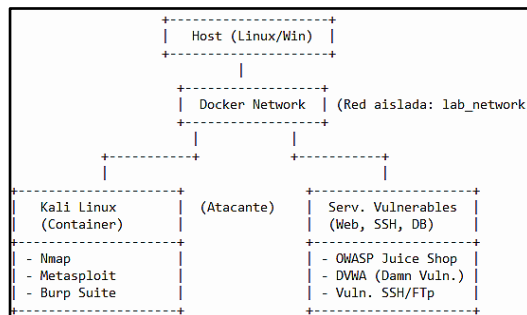 Host (Linux/Win)
Docker Network (Red aislada: lab_network
Kali Linux (Atacante) Serv. Vulnerables
(Container) (Web, SSH, DB)
- Nmap - OWASP Juice Shop
- Metasploit - DVWA (Damn Vuln.)
- Burp Suite - Vuln. SSH/FTp